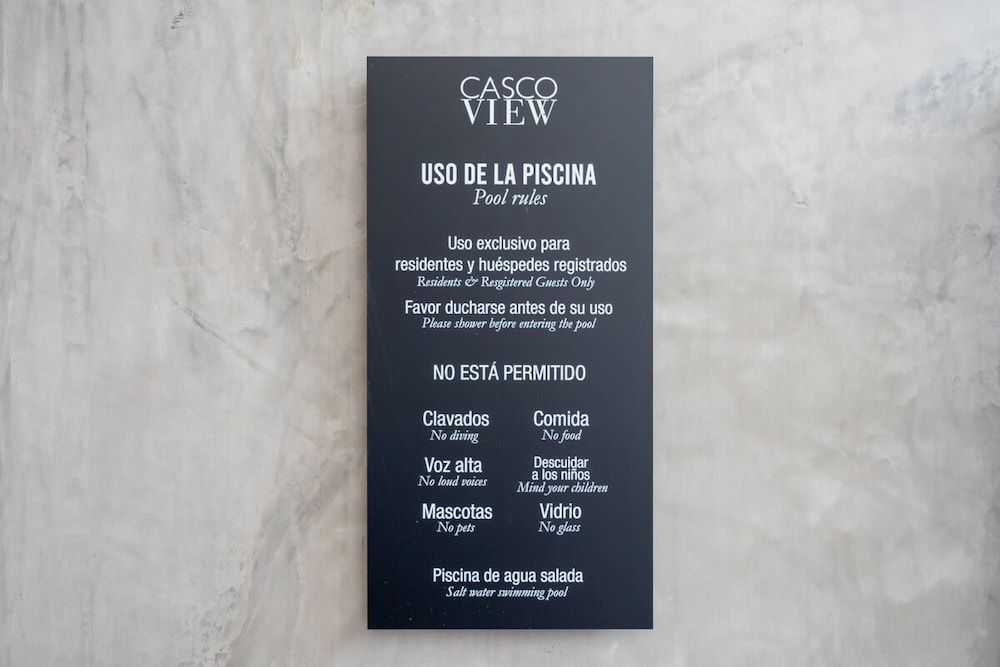 CASCO
VIEW
USO DE LA PISCINA
Pool rules
Uso exclusivo para
residentes y huéspedes registrados
Residents & Resgistered Guests Only
Favor ducharse antes de su uso
Please shower before entering the pool
NO ESTÁ PERMITIDO
Clavados
No diving
Comida
No food
Voz alta
No loud voices
Descuidar
a los niños
Mind your children
Mascotas
No pets
Vidrio
No glass
Piscina de agua salada
Salt water swimming pool